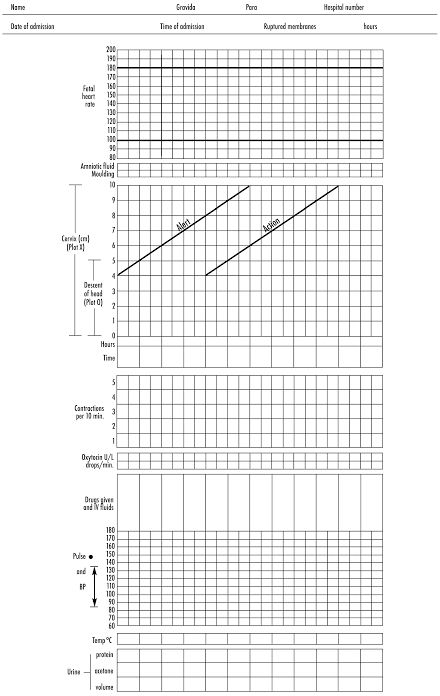 Name Gravida Para Hospital number
Date of admission Time of admission Ruptured membranes hours
200
190
180
170
160
150
140
130
120
110
100
90
80
Fetal
heart
rate
Amniotic fluid
Moulding
10
9
8
7
6
5
4
3
2
1
0
Cervix (cm)
(Plot X)
Descent
of head
(Plot O)
Alert
Action
Hours
Time
5
4
3
2
1
Contractions
per 10 min.
Oxytocin U/L
drops/min.
Drugs given
and IV fluids
180
170
160
150
140
130
120
110
100
90
80
70
60
Pulse
and
BP
Temp °C
Urine
protein
acetone
volume